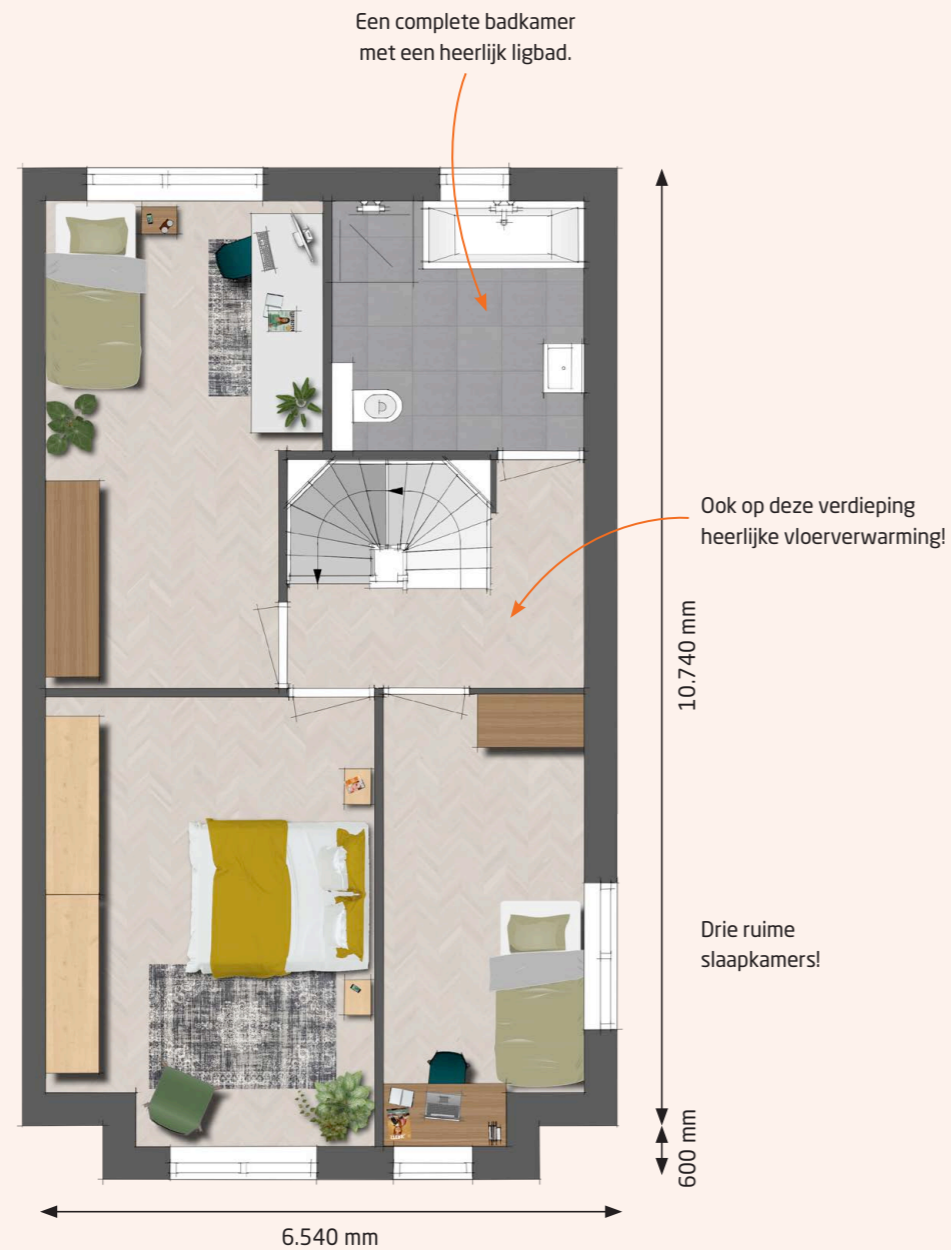 Een complete badkamer
met een heerlijk ligbad.
Ook op deze verdieping
heerlijke vloerverwarming!
10.740 mm
Drie ruime
slaapkamers!
600 mm
6.540 mm